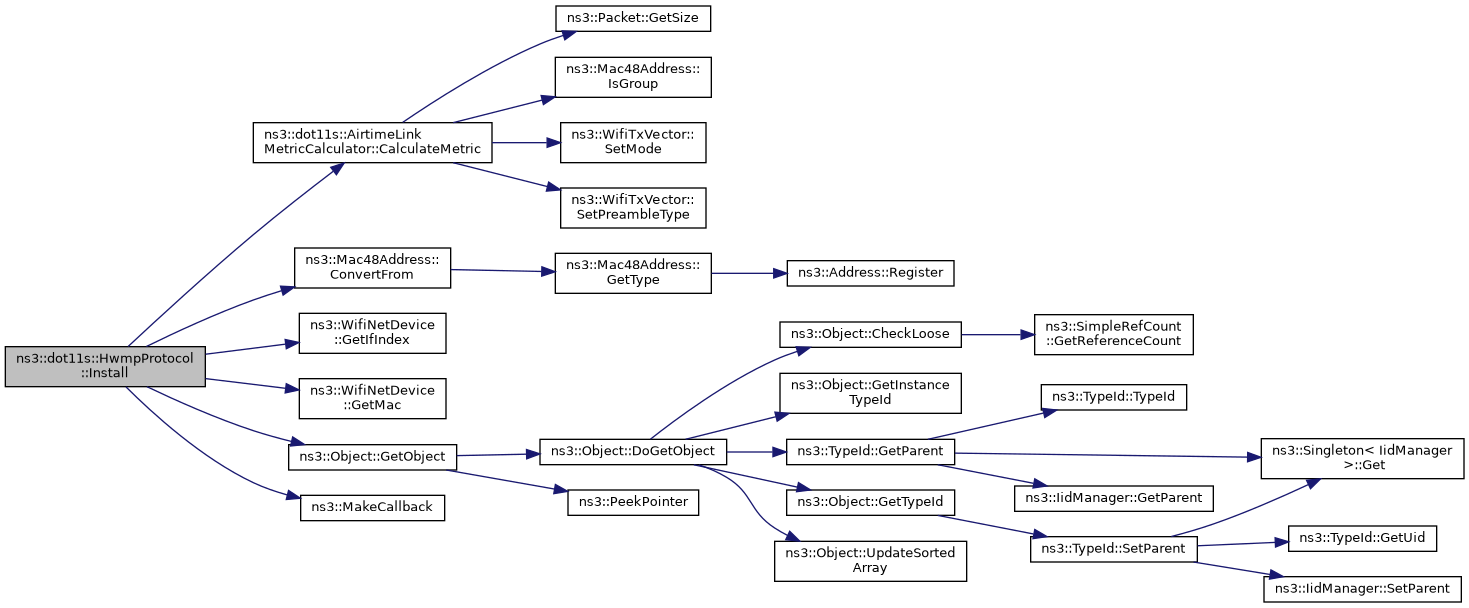 ns3::Packet::GetSize
ns3::Mac48Address::
IsGroup
ns3::dot11s::AirtimeLink
MetricCalculator::CalculateMetric
ns3::WifiTxVector::
SetMode
ns3::WifiTxVector::
SetPreambleType
ns3::Mac48Address::
ConvertFrom
ns3::Mac48Address::
GetType
ns3::Address::Register
ns3::WifiNetDevice
::GetIfIndex
ns3::dot11s::HwmpProtocol
::Install
ns3::WifiNetDevice
::GetMac
ns3::Object::CheckLoose
ns3::SimpleRefCount
::GetReferenceCount
ns3::Object::GetInstance
TypeId
ns3::TypeId::TypeId
ns3::Object::GetObject
ns3::Object::DoGetObject
ns3::TypeId::GetParent
ns3::Singleton< IidManager
>::Get
ns3::PeekPointer
ns3::Object::GetTypeId
ns3::IidManager::GetParent
ns3::MakeCallback
ns3::Object::UpdateSorted
Array
ns3::TypeId::SetParent
ns3::TypeId::GetUid
ns3::IidManager::SetParent